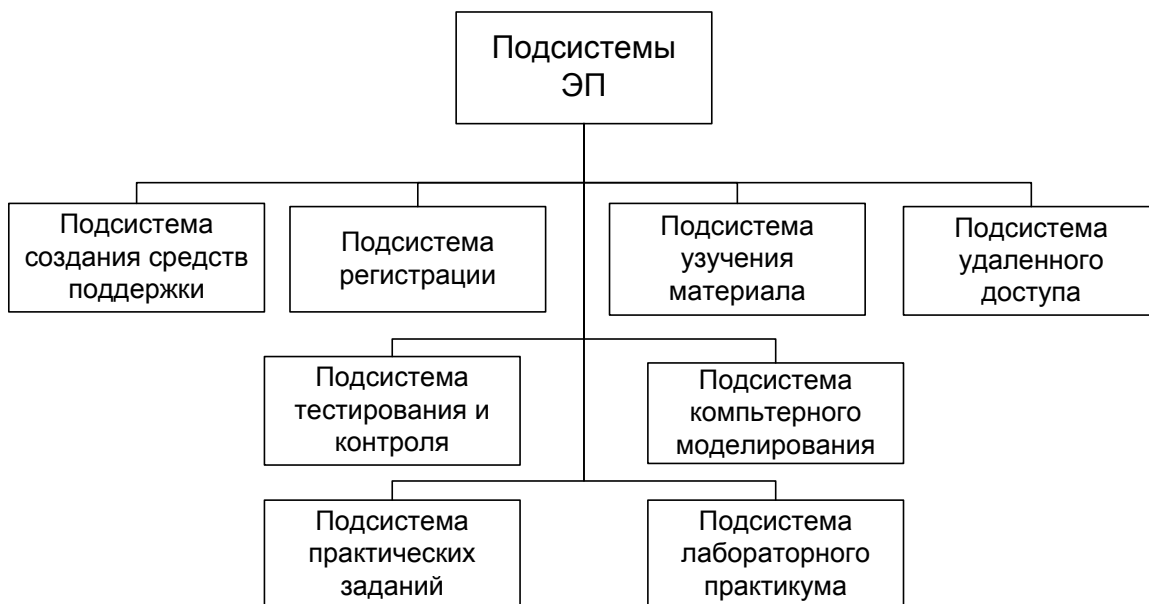 Подсистемы
ЭП
Подсистема
создания средств
поддержки
Подсистема
регистрации
Подсистема
узучения
материала
Подсистема
удаленного
доступа
Подсистема
тестирования и
контроля
Подсистема
компьтерного
моделирования
Подсистема
практических
заданий
Подсистема
лабораторного
практикума